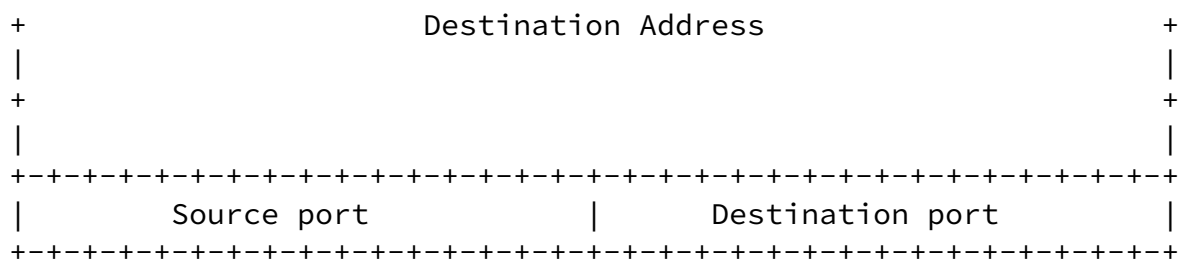 +                     Destination Address                       +
|                                                               |
+                                                               +
|                                                               |
+-+-+-+-+-+-+-+-+-+-+-+-+-+-+-+-+-+-+-+-+-+-+-+-+-+-+-+-+-+-+-+-+
|        Source port            |      Destination port         |
+-+-+-+-+-+-+-+-+-+-+-+-+-+-+-+-+-+-+-+-+-+-+-+-+-+-+-+-+-+-+-+-+